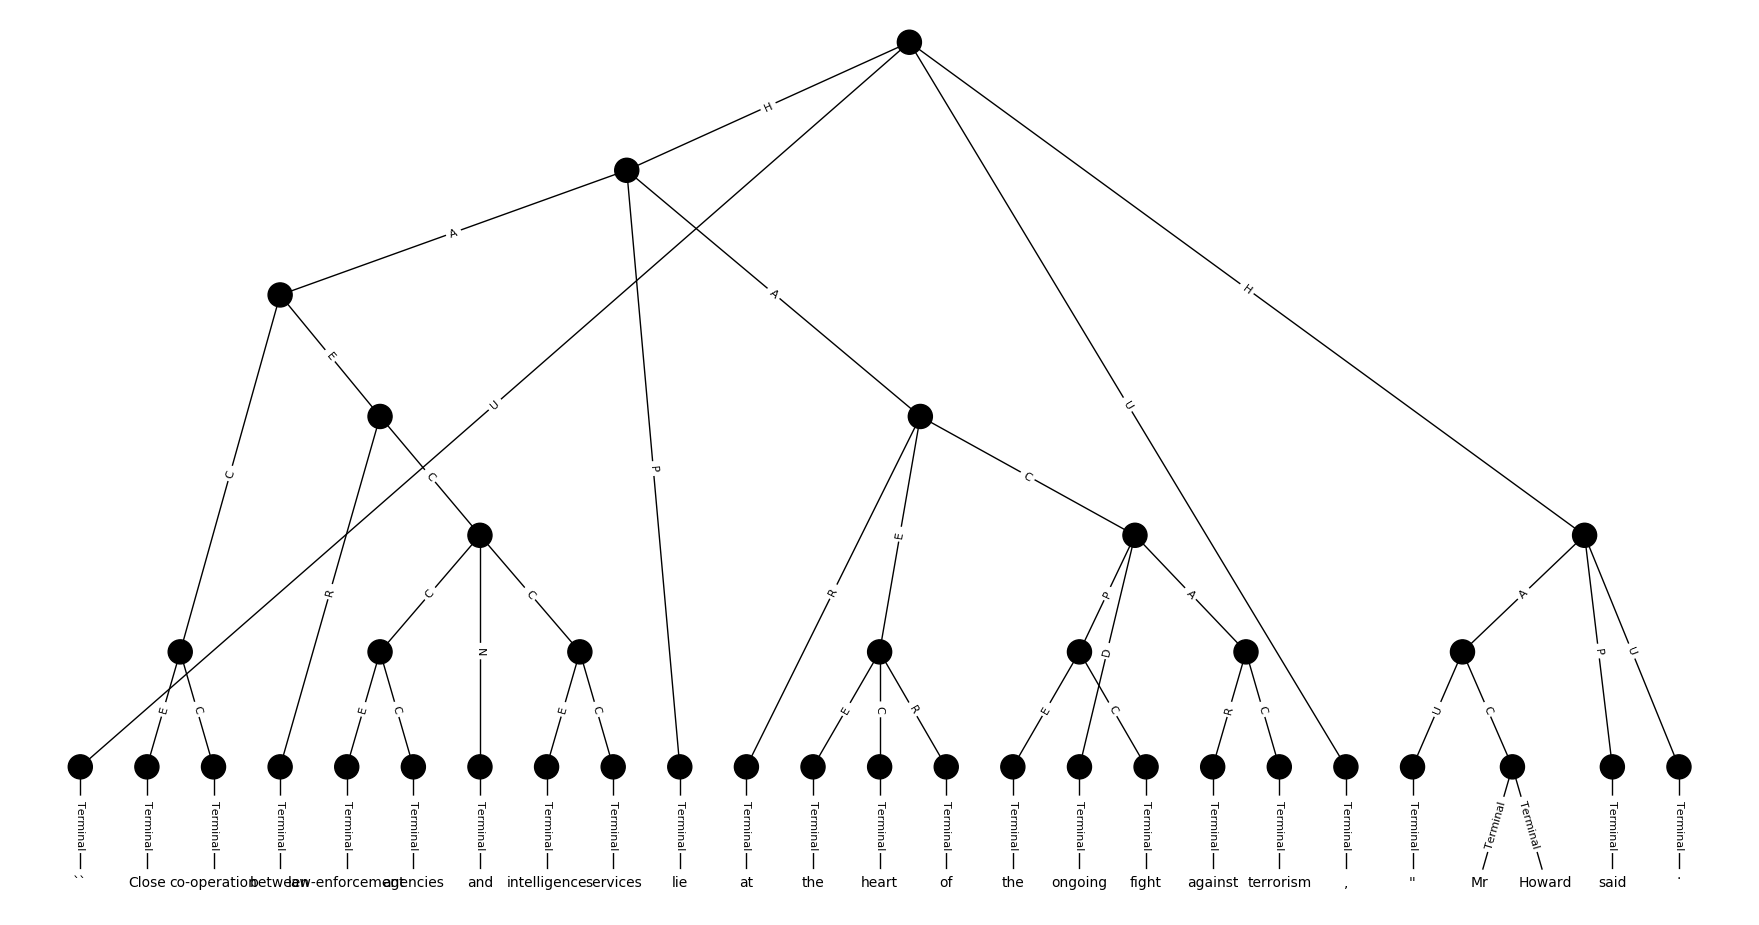 H
A
A
H
E
U
U
C
P
C
C
E
R
R
C
C
P
A
A
N
D
P
U
E C E C E C E C R E C R C U C
Terminal Terminal Terminal Terminal Terminal Terminal Terminal Terminal Terminal Terminal Terminal Terminal Terminal Terminal Terminal Terminal Terminal Terminal Terminal Terminal Terminal Terminal Terminal Terminal Terminal
`` Close co-operation between law-enforcement agencies and intelligence services lie at the heart of the ongoing fight against terrorism , " Mr Howard said .